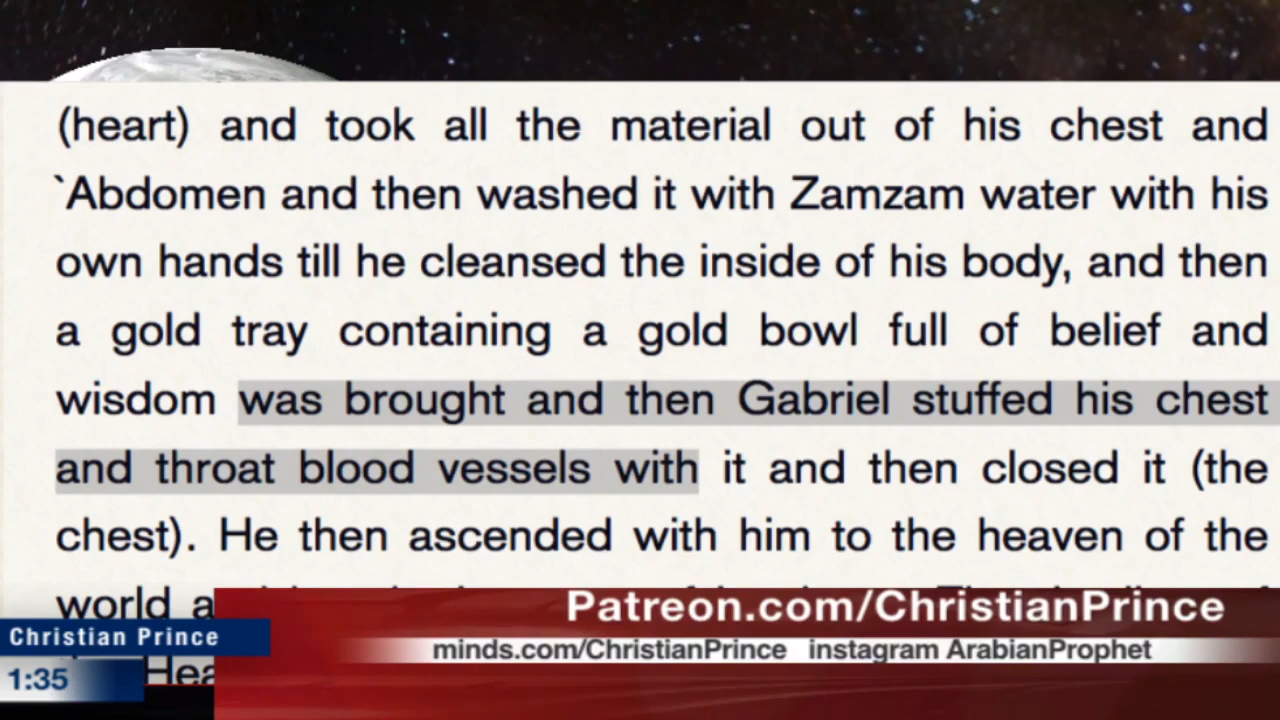 (heart) and took all the material out of his chest and
`Abdomen and then washed it with Zamzam water with his
own hands till he cleansed the inside of his body, and then
a gold tray containing a gold bowl full of belief and
wisdom was brought and then Gabriel stuffed his chest
and throat blood vessels with it and then closed it (the
chest). He then ascended with him to the heaven of the
world
Patreon.com/ChristianPrince
Christian Prince
minds.com/ChristianPrince instagram ArabianProphet
1:35